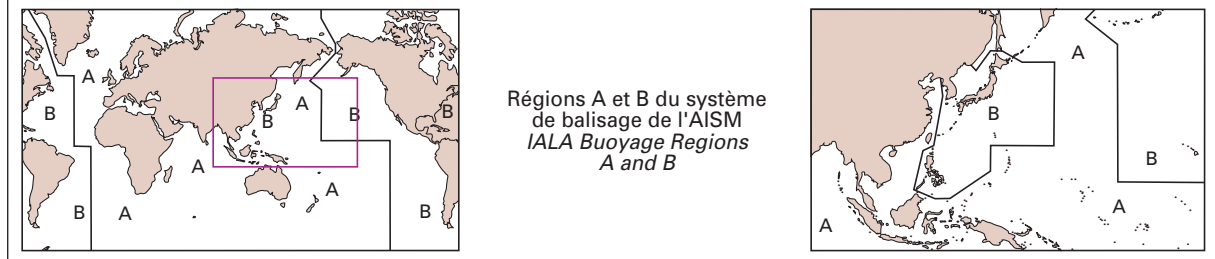 A
B
A
B
B
B
A
A
B
A
B
Régions A et B du système
de balisage de l'AISM
IALA Buoyage Regions
A and B
A
B
B
A
A